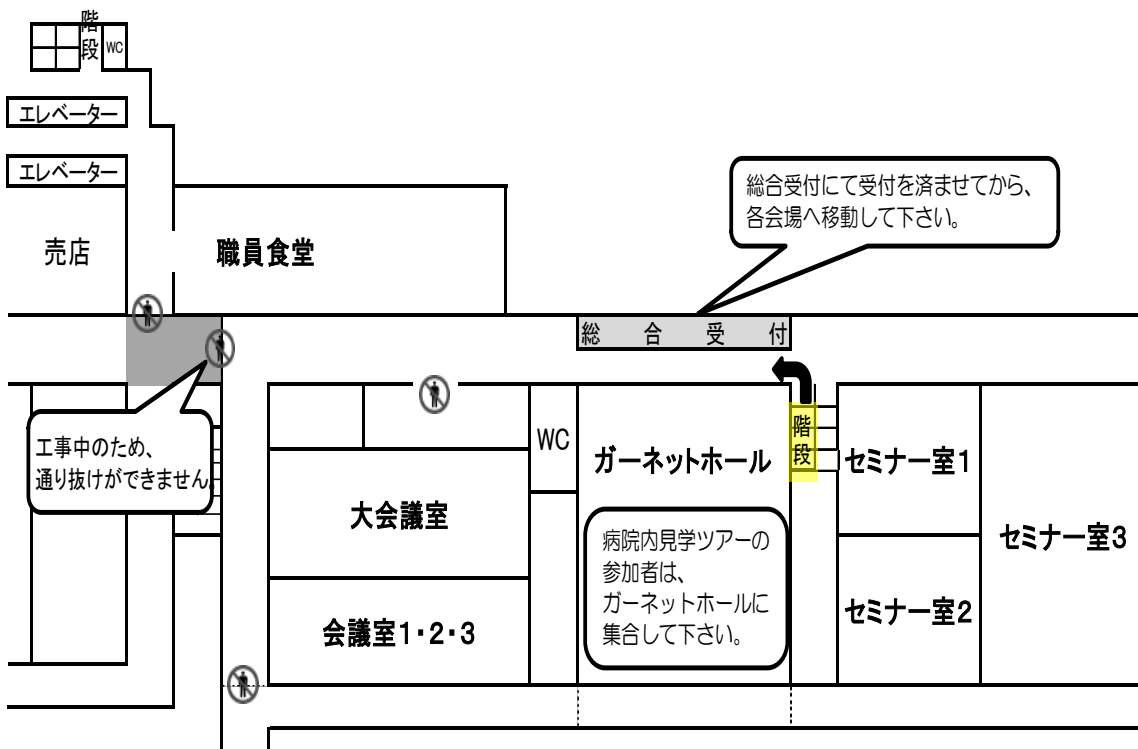 階段
WC
エレベーター
エレベーター
売店
職員食堂
総合受付にて受付を済ませてから、
各会場へ移動して下さい。
総合受付
工事中のため、
通り抜けができません。
WC
ガーネットホール
階段
セミナー室1
大会議室
セミナー室3
病院内見学ツアーの
参加者は、
ガーネットホールに
集合して下さい。
セミナー室2
会議室1・2・3